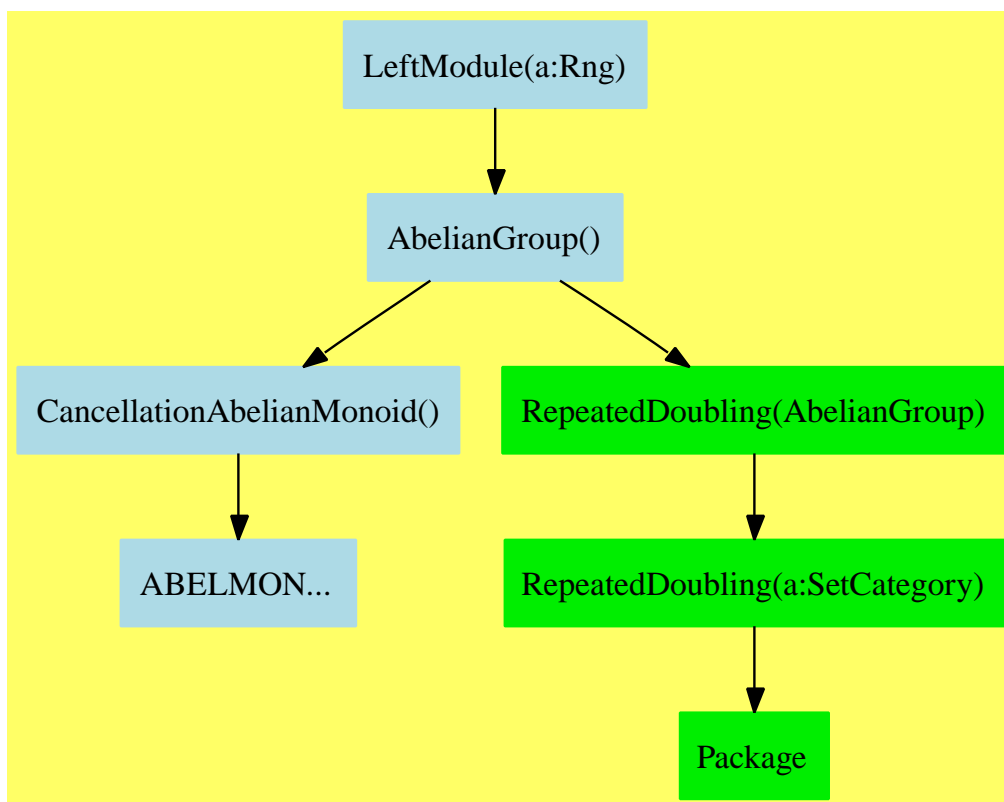 LeftModule(a:Rng)
AbelianGroup()
CancellationAbelianMonoid()
RepeatedDoubling(AbelianGroup)
ABELMON...
RepeatedDoubling(a:SetCategory)
Package